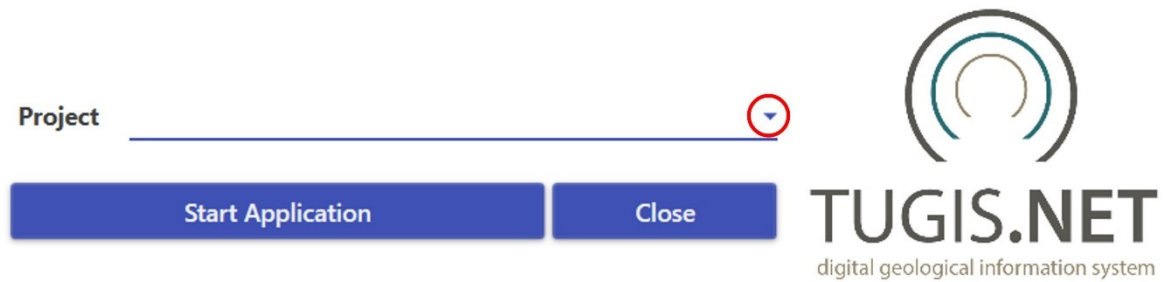 Project
Start Application
Close
TUGIS.NET
digital geological information system